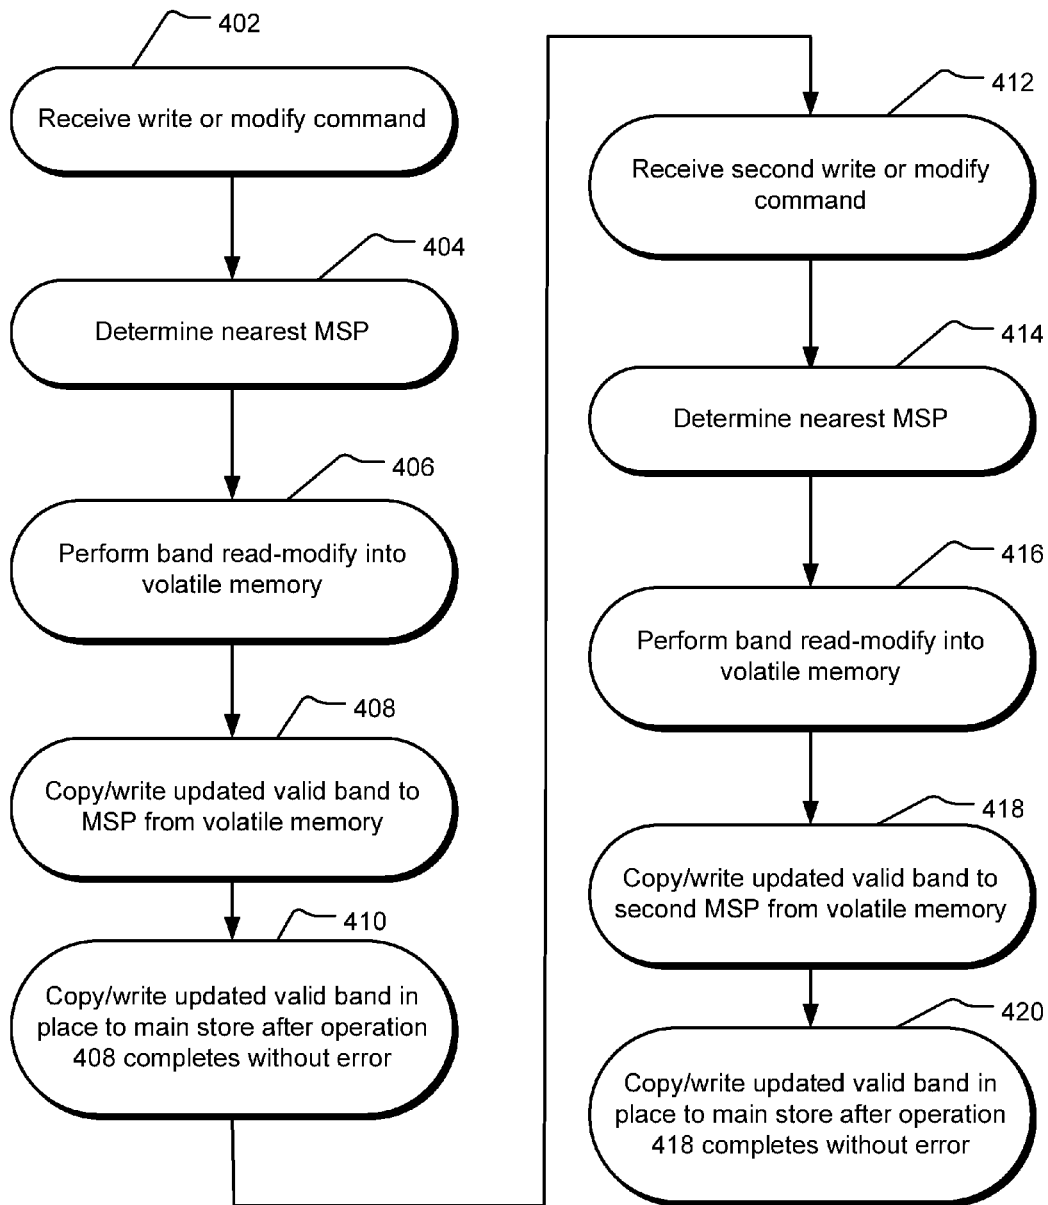 402
Receive write or modify command
404
Determine nearest MSP
406
Perform band read-modify into
volatile memory
408
Copy/write updated valid band to
MSP from volatile memory
410
Copy/write updated valid band in
place to main store after operation
408 completes without error
412
Receive second write or modify
command
414
Determine nearest MSP
416
Perform band read-modify into
volatile memory
418
Copy/write updated valid band to
second MSP from volatile memory
420
Copy/write updated valid band in
place to main store after operation
418 completes without error